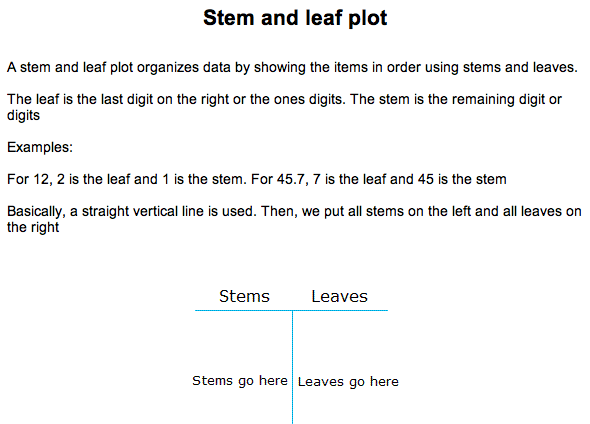 Stem and leaf plot
A stem and leaf plot organizes data by showing the items in order using stems and leaves.
The leaf is the last digit on the right or the ones digits. The stem is the remaining digit or
digits
Examples:
For 12, 2 is the leaf and 1 is the stem. For 45.7, 7 is the leaf and 45 is the stem
Basically, a straight vertical line is used. Then, we put all stems on the left and all leaves on
the right
Stems Leaves
Stems go here Leaves go here